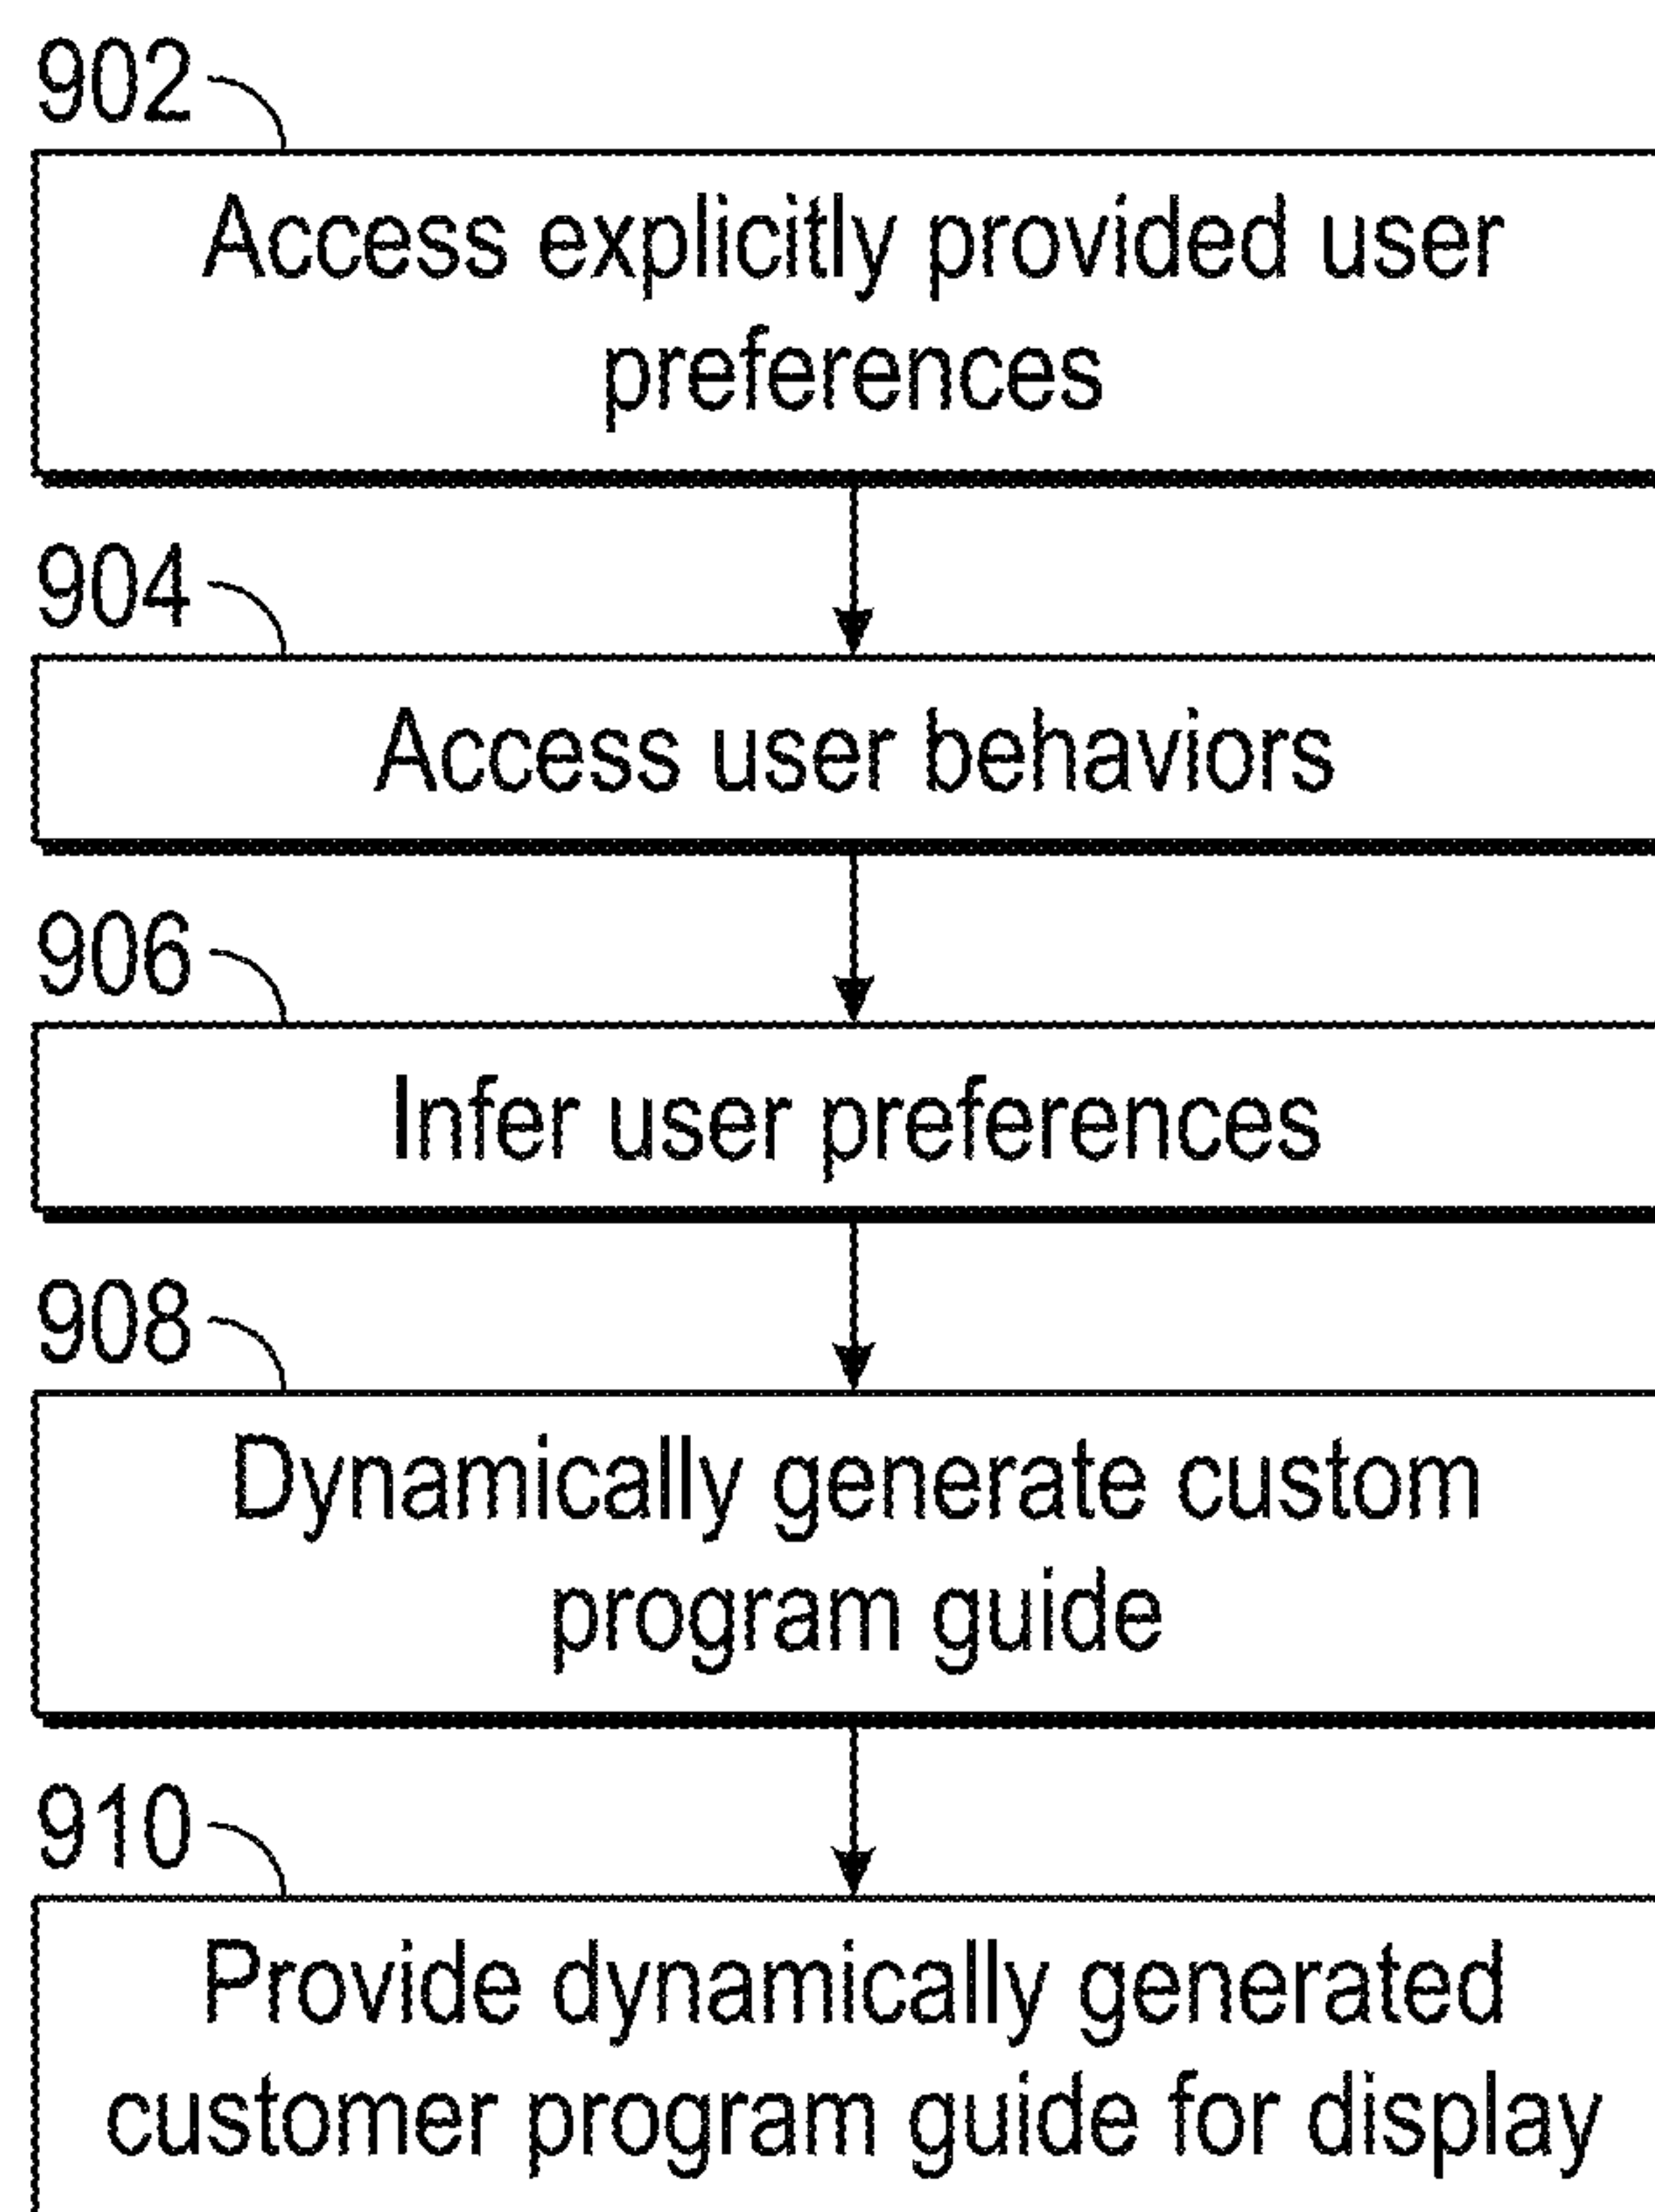 902
Access explicitly provided user
preferences
904
Access user behaviors
906
Infer user preferences
908
Dynamically generate custom
program guide
910
Provide dynamically generated
customer program guide for display